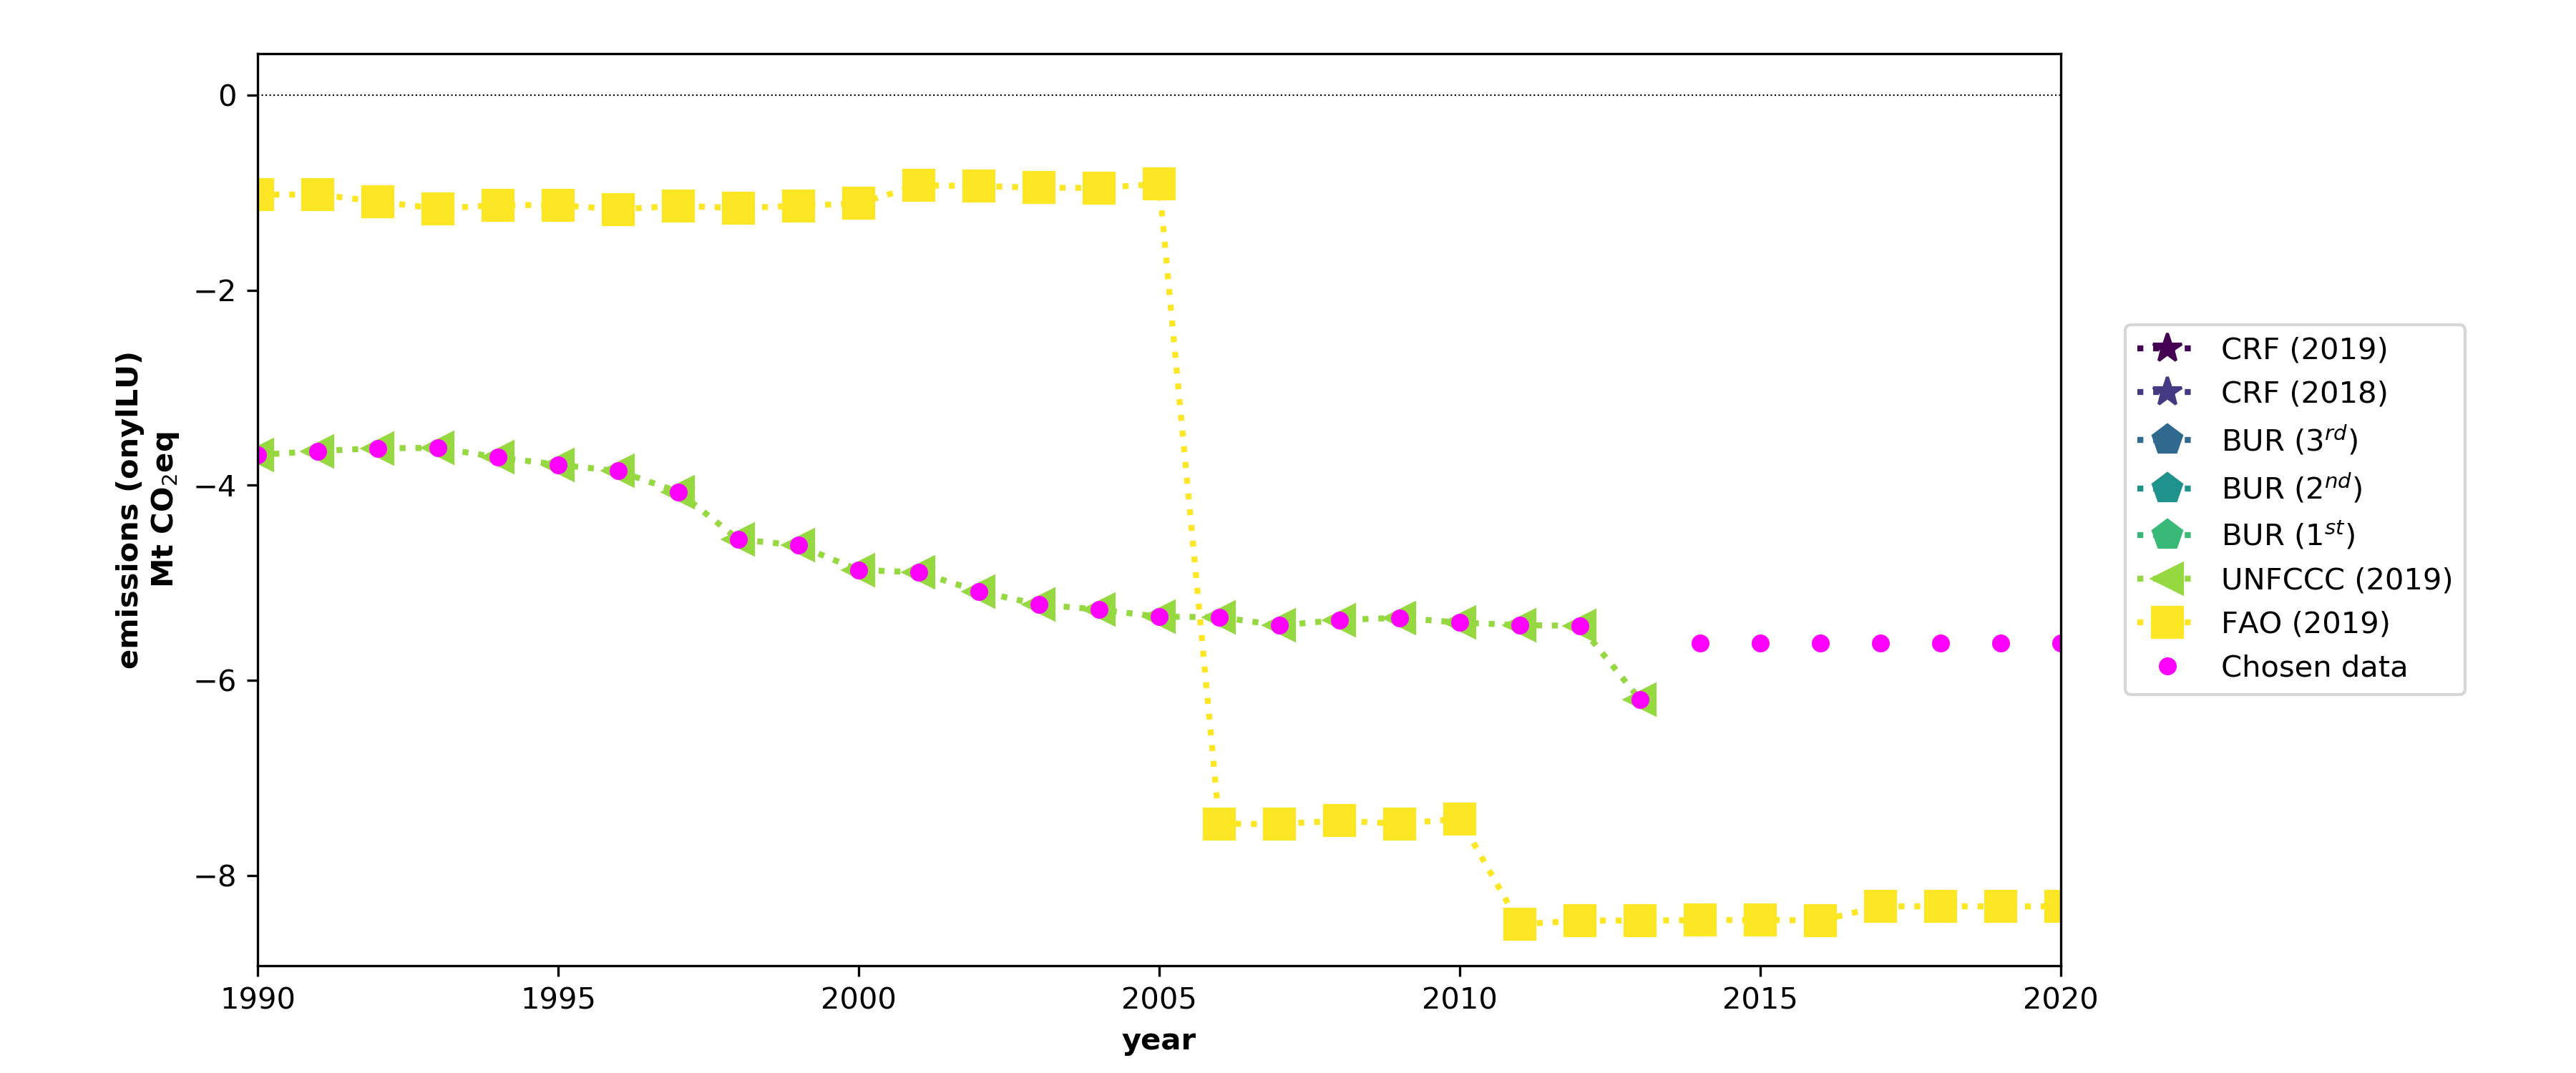 emissions (onylLU)
Mt CO₂eq
0
−2
−4
−6
−8
1990 1995 2000 2005 2010 2015 2020
year
CRF (2019)
CRF (2018)
BUR (3ʳᵈ)
BUR (2ⁿᵈ)
BUR (1ˢᵗ)
UNFCCC (2019)
FAO (2019)
Chosen data